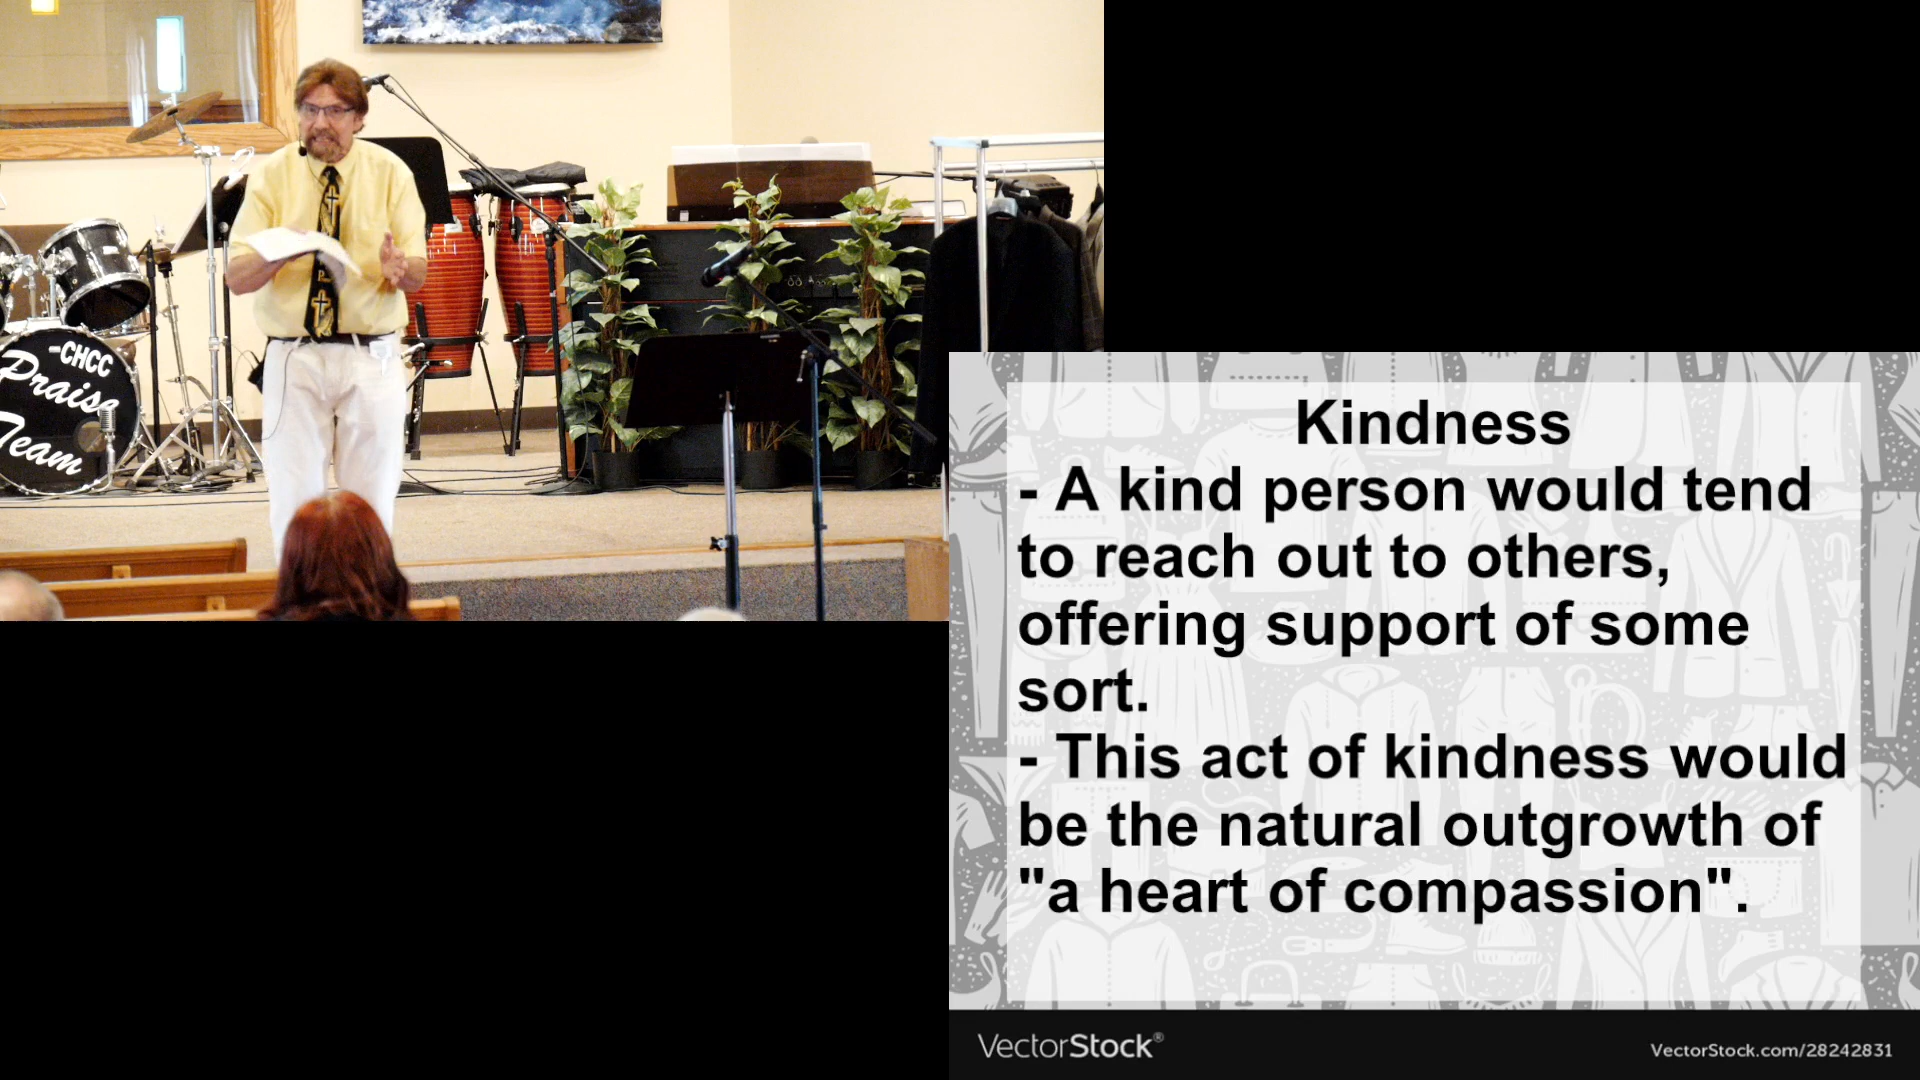 CHCC
Praise
Team
Kindness
- A kind person would tend
to reach out to others,
offering support of some
sort.
- This act of kindness would
be the natural outgrowth of
"a heart of compassion".
VectorStock®
VectorStock.com/28242831